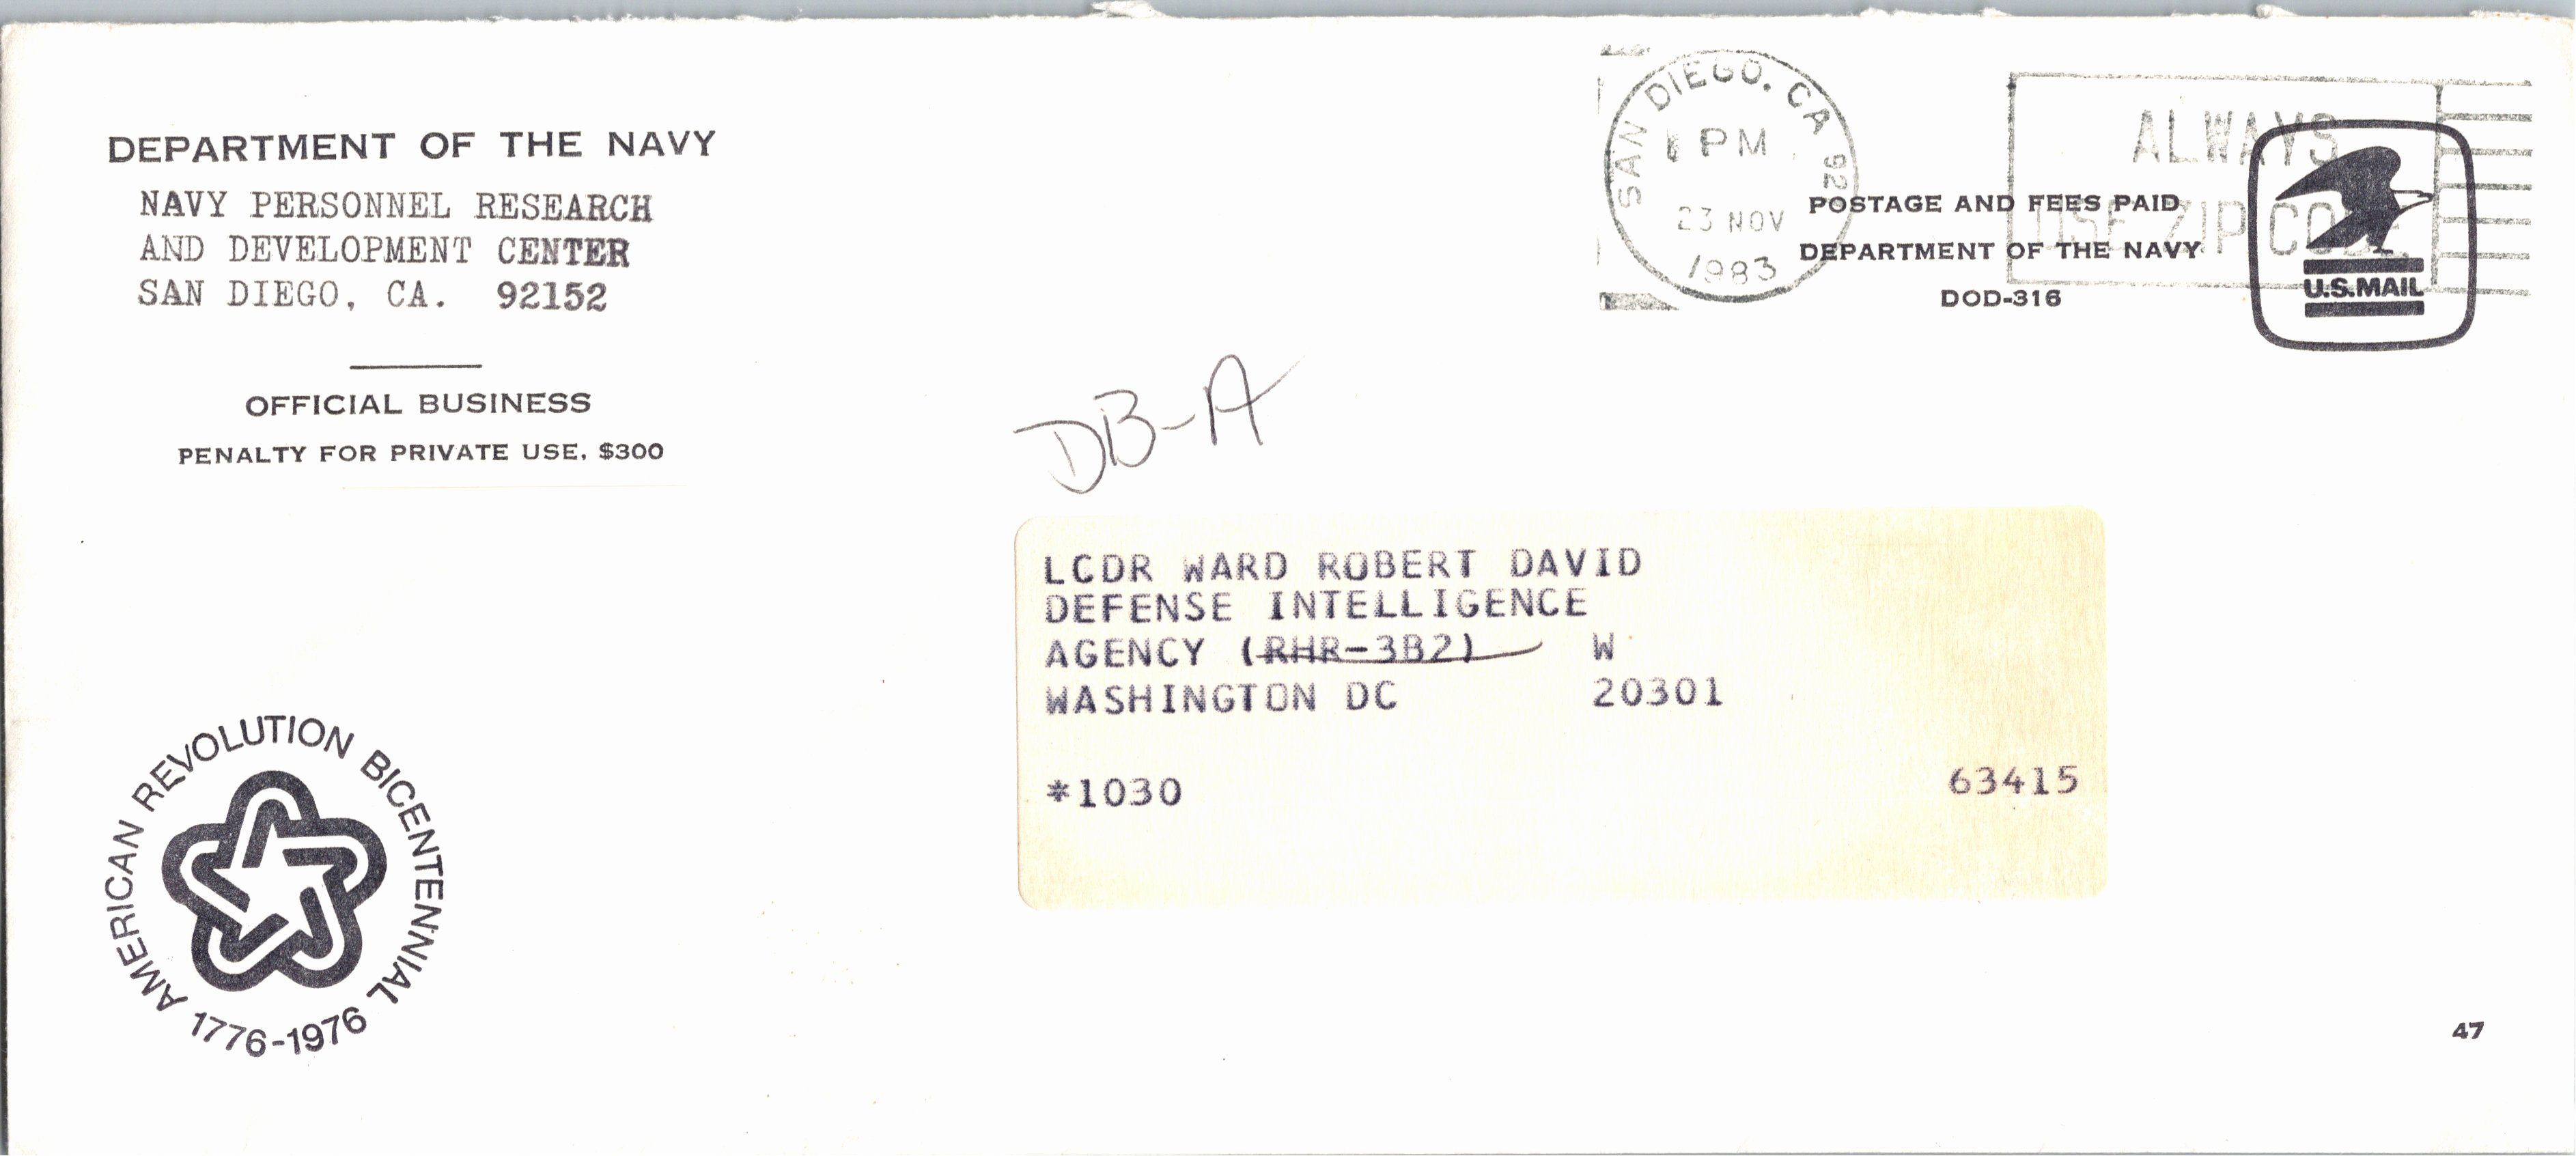 DEPARTMENT OF THE NAVY
NAVY PERSONNEL RESEARCH
AND DEVELOPMENT CENTER
SAN DIEGO, CA. 92152
OFFICIAL BUSINESS
PENALTY FOR PRIVATE USE, $300
SAN DIEGO, CA 92
PM
23 NOV
1983
ALWAYS
USE ZIP CODE
POSTAGE AND FEES PAID
DEPARTMENT OF THE NAVY
DOD-316
U.S.MAIL
DB-A
LCDR WARD ROBERT DAVID
DEFENSE INTELLIGENCE
AGENCY (RHR-3B2) W
WASHINGTON DC 20301
*1030 63415
AMERICAN REVOLUTION BICENTENNIAL
1776-1976
47